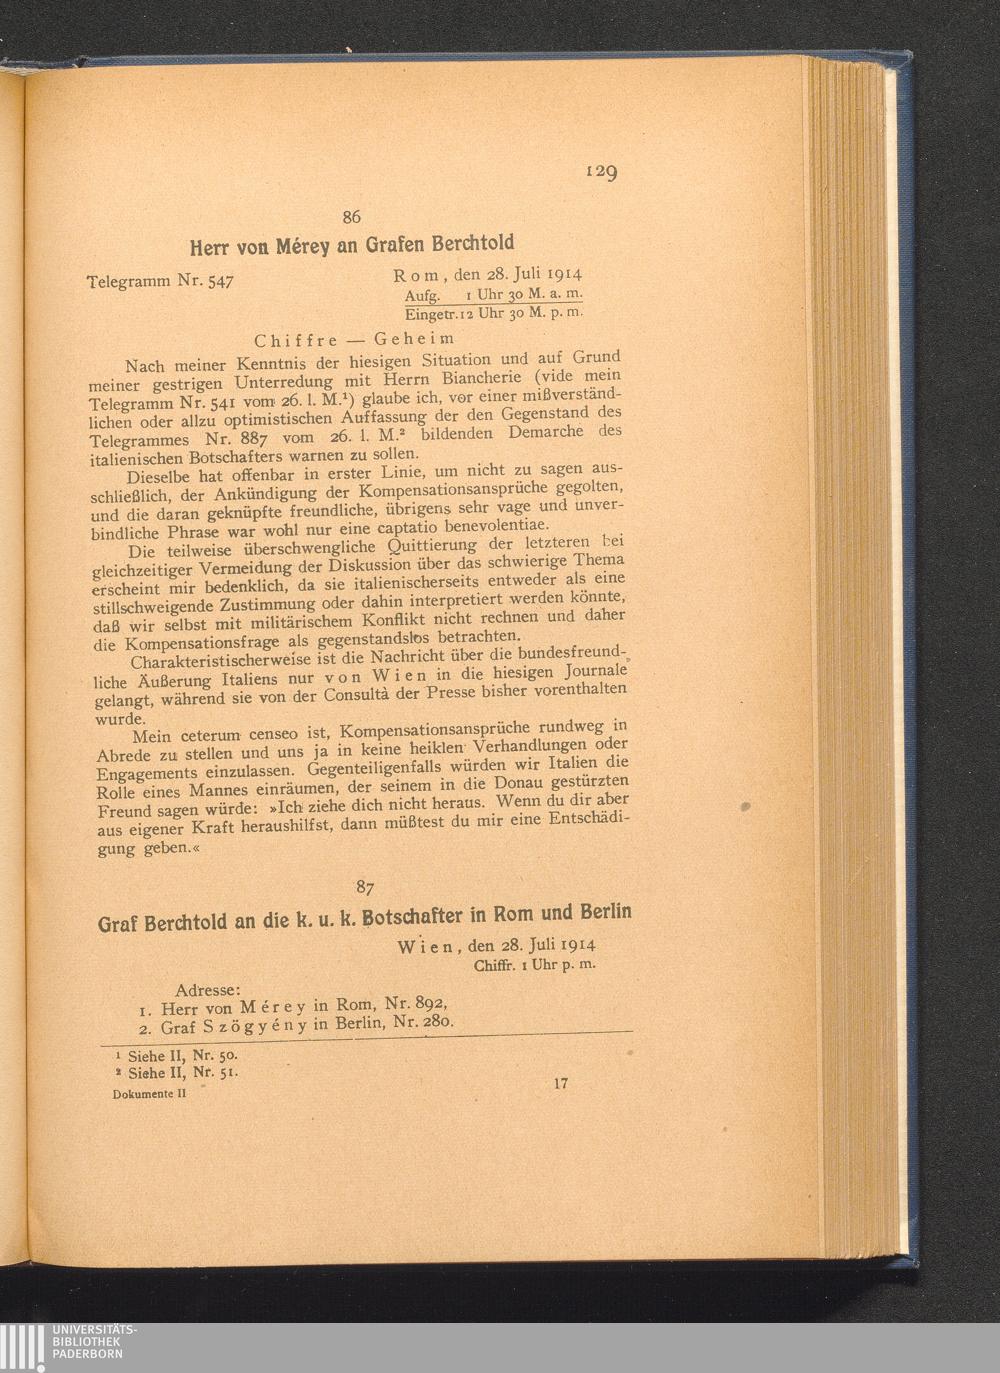 129
86
Herr von Mérey an Grafen Berchtold
Telegramm Nr. 547
Rom, den 28. Juli 1914
Aufg. 1 Uhr 30 M. a. m.
Eingetr. 12 Uhr 30 M. p. m.
Chiffre — Geheim
Nach meiner Kenntnis der hiesigen Situation und auf Grund
meiner gestrigen Unterredung mit Herrn Biancherie (vide mein
Telegramm Nr. 541 vom 26. l. M.¹) glaube ich, vor einer mißverständ-
lichen oder allzu optimistischen Auffassung der den Gegenstand des
Telegrammes Nr. 887 vom 26. l. M.² bildenden Demarche des
italienischen Botschafters warnen zu sollen.
Dieselbe hat offenbar in erster Linie, um nicht zu sagen aus-
schließlich, der Ankündigung der Kompensationsansprüche gegolten,
und die daran geknüpfte freundliche, übrigens sehr vage und unver-
bindliche Phrase war wohl nur eine captatio benevolentiae.
Die teilweise überschwengliche Quittierung der letzteren bei
gleichzeitiger Vermeidung der Diskussion über das schwierige Thema
erscheint mir bedenklich, da sie italienischerseits entweder als eine
stillschweigende Zustimmung oder dahin interpretiert werden könnte,
daß wir selbst mit militärischem Konflikt nicht rechnen und daher
die Kompensationsfrage als gegenstandslos betrachten.
Charakteristischerweise ist die Nachricht über die bundesfreund-
liche Äußerung Italiens nur von Wien in die hiesigen Journale
gelangt, während sie von der Consultà der Presse bisher vorenthalten
wurde.
Mein ceterum censeo ist, Kompensationsansprüche rundweg in
Abrede zu stellen und uns ja in keine heiklen Verhandlungen oder
Engagements einzulassen. Gegenteiligenfalls würden wir Italien die
Rolle eines Mannes einräumen, der seinem in die Donau gestürzten
Freund sagen würde: »Ich ziehe dich nicht heraus. Wenn du dir aber
aus eigener Kraft heraushilfst, dann müßtest du mir eine Entschädi-
gung geben.«
87
Graf Berchtold an die k. u. k. Botschafter in Rom und Berlin
Wien, den 28. Juli 1914
Chiffr. 1 Uhr p. m.
Adresse:
1. Herr von Mérey in Rom, Nr. 892,
2. Graf Szögyény in Berlin, Nr. 280.
¹ Siehe II, Nr. 50.
² Siehe II, Nr. 51.
Dokumente II
17
UNIVERSITÄTS-
BIBLIOTHEK
PADERBORN